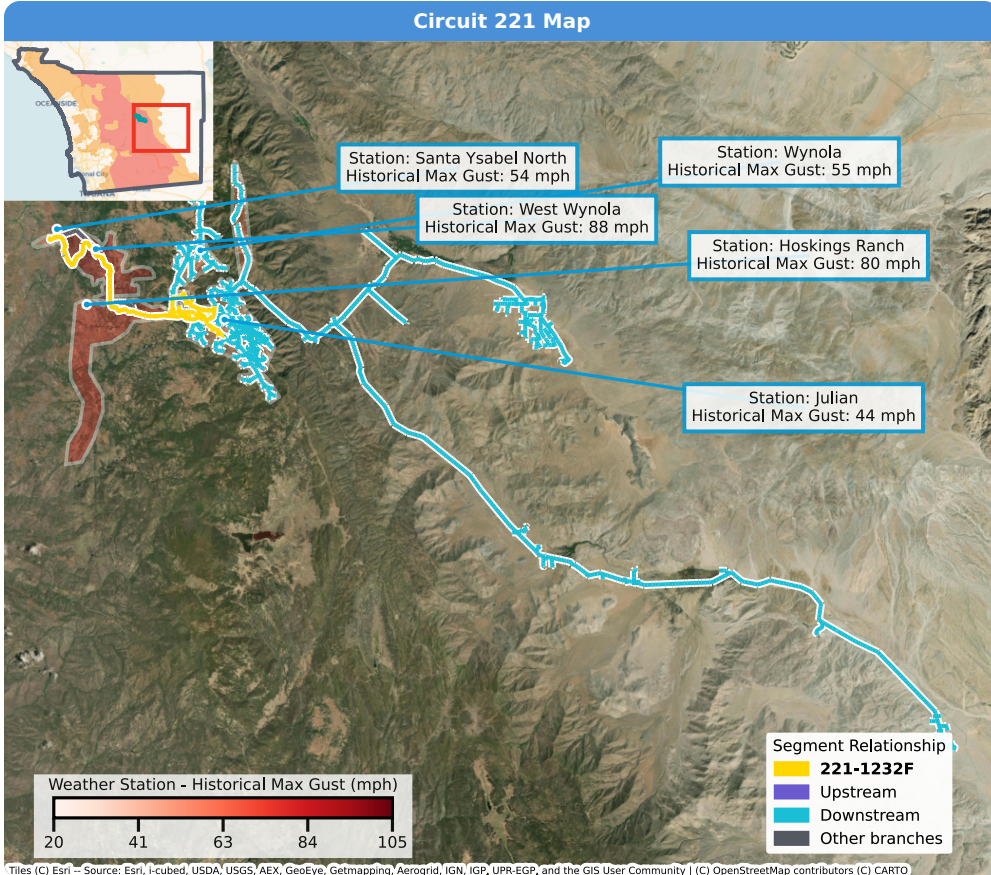 Circuit 221 Map
OCEANSIDE
nal City
TIJUANA
Station: Santa Ysabel North
Historical Max Gust: 54 mph
Station: Wynola
Historical Max Gust: 55 mph
Station: West Wynola
Historical Max Gust: 88 mph
Station: Hoskings Ranch
Historical Max Gust: 80 mph
Station: Julian
Historical Max Gust: 44 mph
Weather Station - Historical Max Gust (mph)
20 41 63 84 105
Segment Relationship
221-1232F
Upstream
Downstream
Other branches
Tiles (C) Esri -- Source: Esri, i-cubed, USDA, USGS, AEX, GeoEye, Getmapping, Aerogrid, IGN, IGP, UPR-EGP, and the GIS User Community | (C) OpenStreetMap contributors (C) CARTO